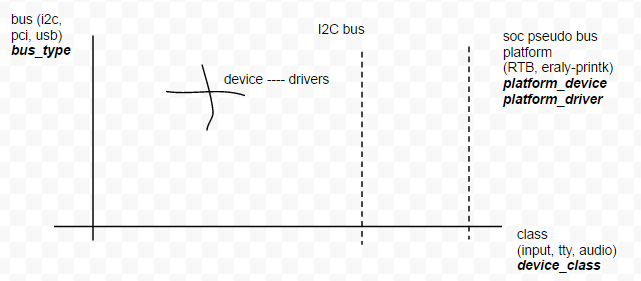 bus (i2c,
pci, usb)
bus_type
I2C bus
device ---- drivers
soc pseudo bus
platform
(RTB, eraly-printk)
platform_device
platform_driver
class
(input, tty, audio)
device_class